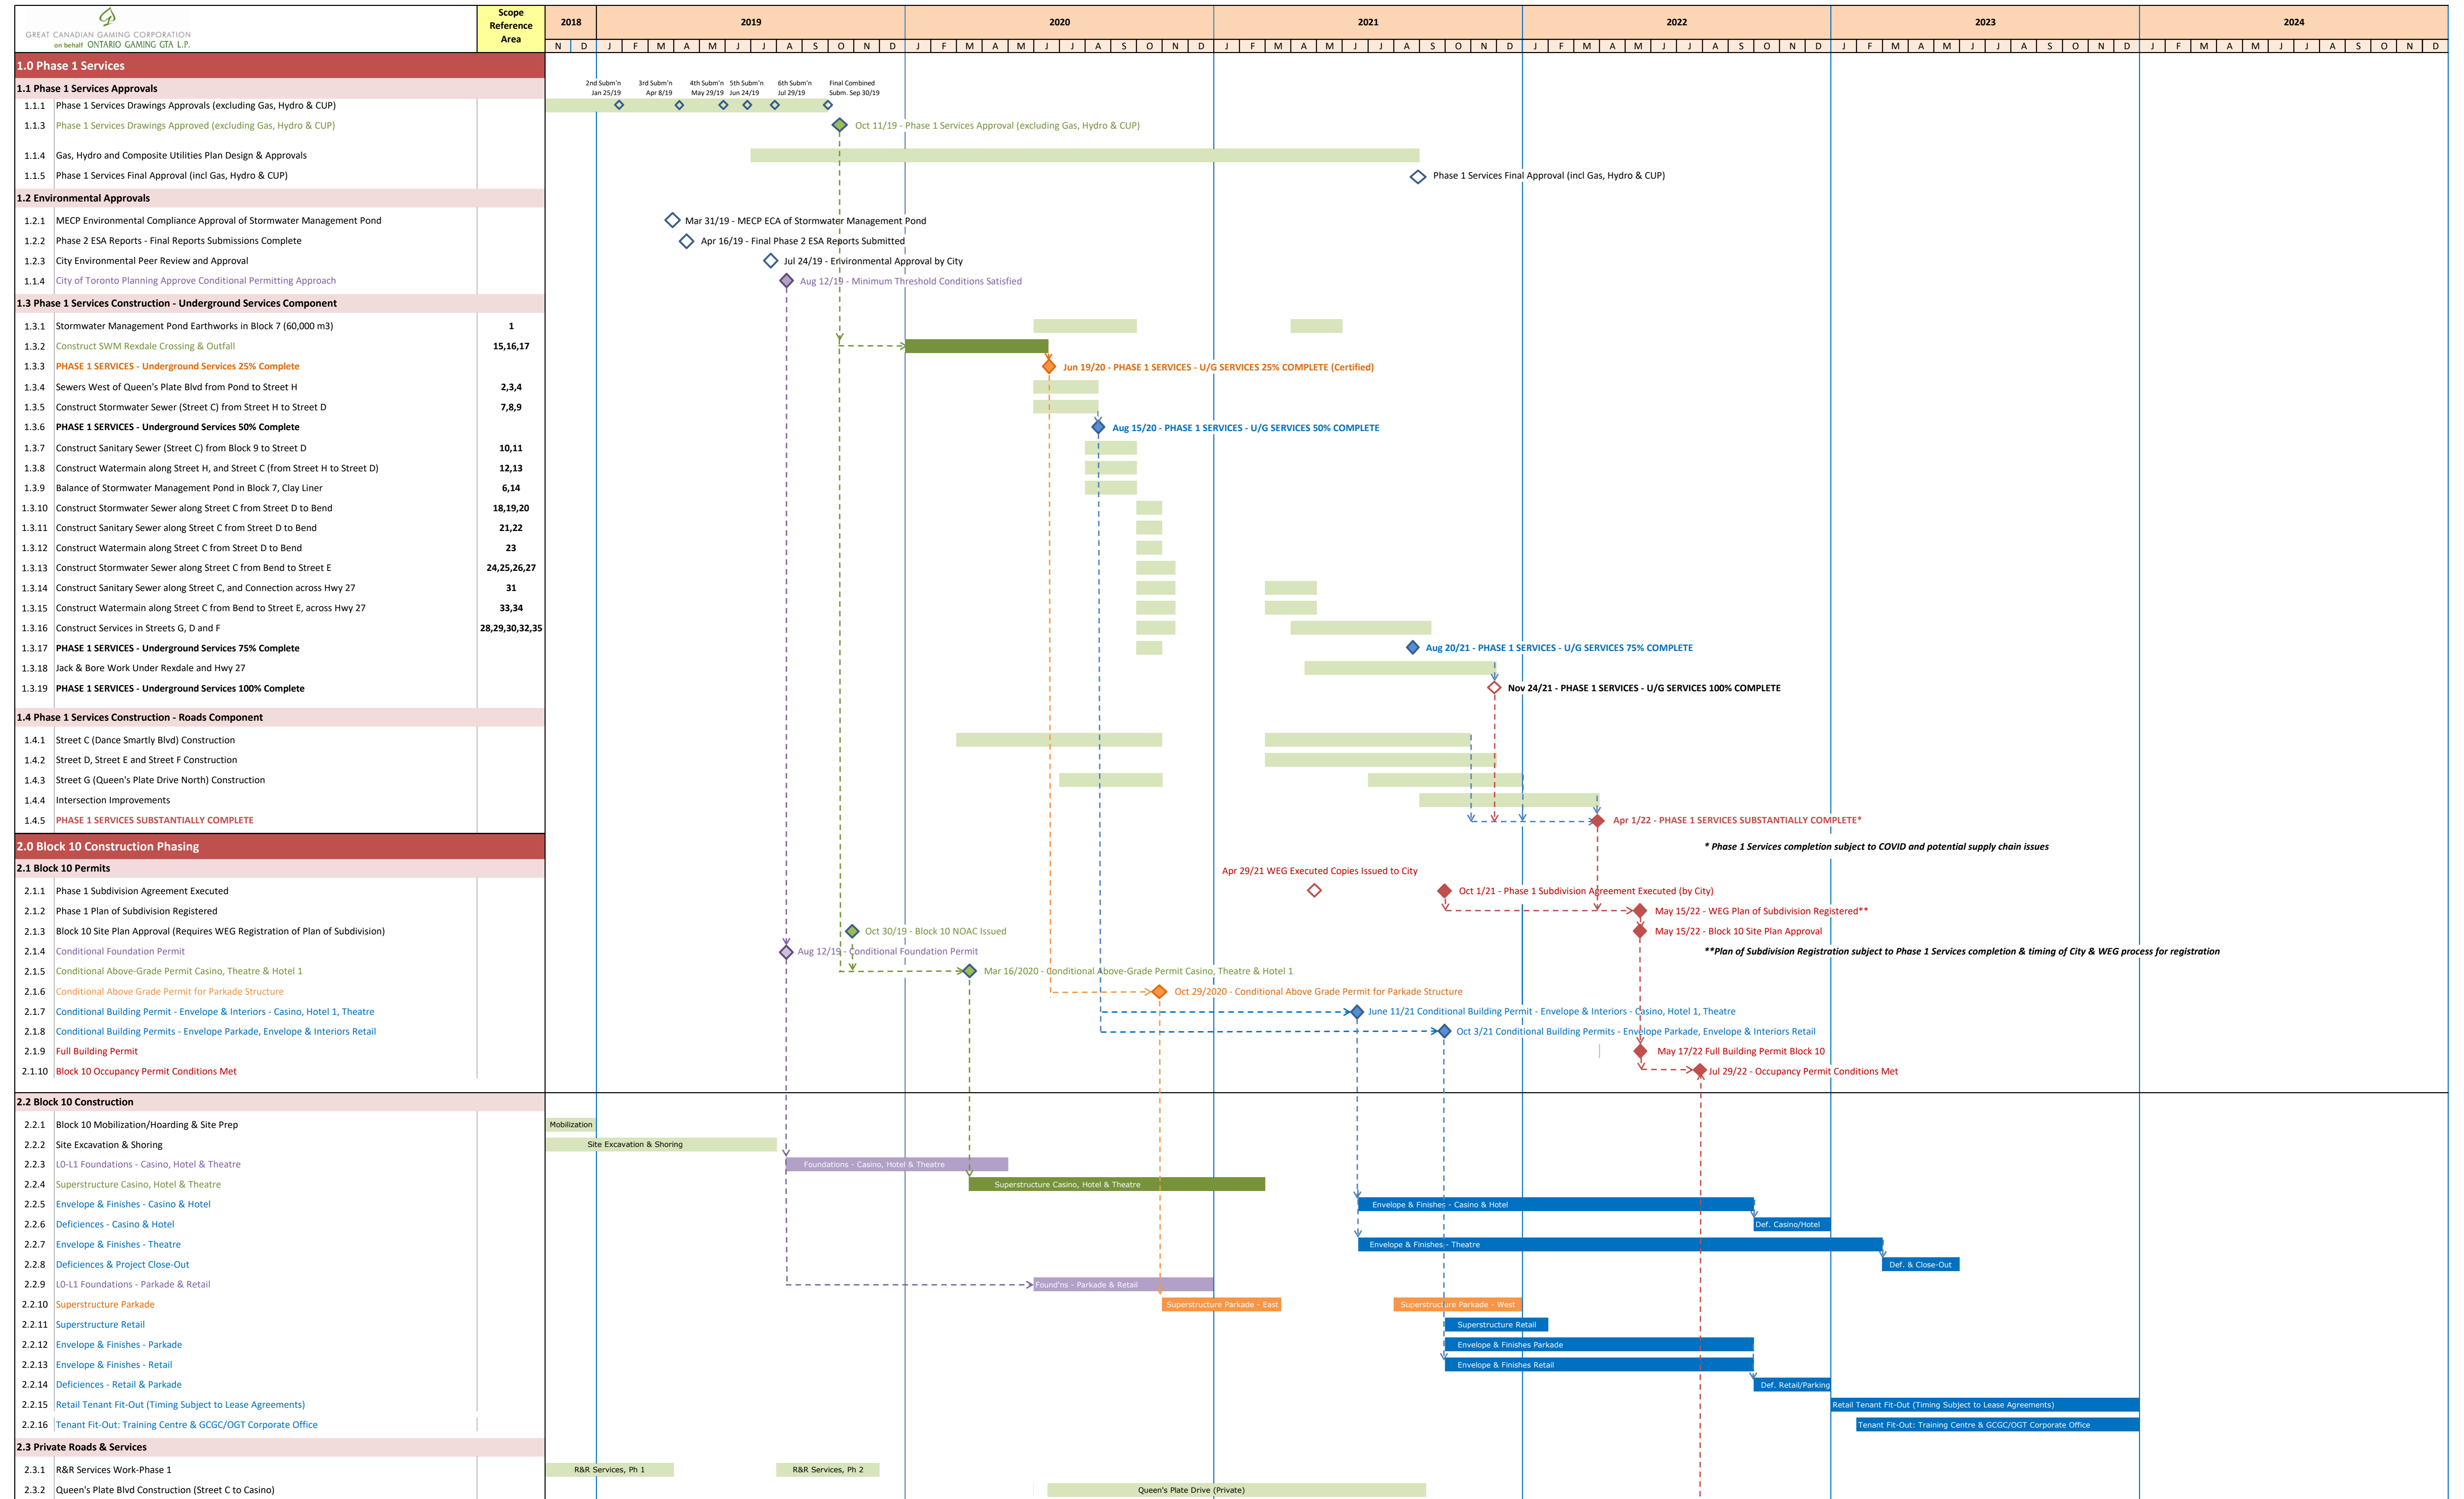 GREAT CANADIAN GAMING CORPORATION
on behalf ONTARIO GAMING GTA L.P.
Scope
Reference
Area
2018 2019 2020 2021 2022 2023 2024
N D J F M A M J J A S O N D J F M A M J J A S O N D J F M A M J J A S O N D J F M A M J J A S O N D J F M A M J J A S O N D J F M A M J J A S O N D
1.0 Phase 1 Services
1.1 Phase 1 Services Approvals
2nd Subm'n 3rd Subm'n 4th Subm'n 5th Subm'n 6th Subm'n Final Combined
Jan 25/19 Apr 8/19 May 29/19 Jun 24/19 Jul 29/19 Subm. Sep 30/19
1.1.1 Phase 1 Services Drawings Approvals (excluding Gas, Hydro & CUP)
1.1.3 Phase 1 Services Drawings Approved (excluding Gas, Hydro & CUP) Oct 11/19 - Phase 1 Services Approval (excluding Gas, Hydro & CUP)
1.1.4 Gas, Hydro and Composite Utilities Plan Design & Approvals
1.1.5 Phase 1 Services Final Approval (incl Gas, Hydro & CUP) Phase 1 Services Final Approval (incl Gas, Hydro & CUP)
1.2 Environmental Approvals
1.2.1 MECP Environmental Compliance Approval of Stormwater Management Pond Mar 31/19 - MECP ECA of Stormwater Management Pond
1.2.2 Phase 2 ESA Reports - Final Reports Submissions Complete Apr 16/19 - Final Phase 2 ESA Reports Submitted
1.2.3 City Environmental Peer Review and Approval Jul 24/19 - Environmental Approval by City
1.1.4 City of Toronto Planning Approve Conditional Permitting Approach Aug 12/19 - Minimum Threshold Conditions Satisfied
1.3 Phase 1 Services Construction - Underground Services Component
1.3.1 Stormwater Management Pond Earthworks in Block 7 (60,000 m3) 1
1.3.2 Construct SWM Rexdale Crossing & Outfall 15,16,17
1.3.3 PHASE 1 SERVICES - Underground Services 25% Complete Jun 19/20 - PHASE 1 SERVICES - U/G SERVICES 25% COMPLETE (Certified)
1.3.4 Sewers West of Queen's Plate Blvd from Pond to Street H 2,3,4
1.3.5 Construct Stormwater Sewer (Street C) from Street H to Street D 7,8,9
1.3.6 PHASE 1 SERVICES - Underground Services 50% Complete Aug 15/20 - PHASE 1 SERVICES - U/G SERVICES 50% COMPLETE
1.3.7 Construct Sanitary Sewer (Street C) from Block 9 to Street D 10,11
1.3.8 Construct Watermain along Street H, and Street C (from Street H to Street D) 12,13
1.3.9 Balance of Stormwater Management Pond in Block 7, Clay Liner 6,14
1.3.10 Construct Stormwater Sewer along Street C from Street D to Bend 18,19,20
1.3.11 Construct Sanitary Sewer along Street C from Street D to Bend 21,22
1.3.12 Construct Watermain along Street C from Street D to Bend 23
1.3.13 Construct Stormwater Sewer along Street C from Bend to Street E 24,25,26,27
1.3.14 Construct Sanitary Sewer along Street C, and Connection across Hwy 27 31
1.3.15 Construct Watermain along Street C from Bend to Street E, across Hwy 27 33,34
1.3.16 Construct Services in Streets G, D and F 28,29,30,32,35
1.3.17 PHASE 1 SERVICES - Underground Services 75% Complete Aug 20/21 - PHASE 1 SERVICES - U/G SERVICES 75% COMPLETE
1.3.18 Jack & Bore Work Under Rexdale and Hwy 27
1.3.19 PHASE 1 SERVICES - Underground Services 100% Complete Nov 24/21 - PHASE 1 SERVICES - U/G SERVICES 100% COMPLETE
1.4 Phase 1 Services Construction - Roads Component
1.4.1 Street C (Dance Smartly Blvd) Construction
1.4.2 Street D, Street E and Street F Construction
1.4.3 Street G (Queen's Plate Drive North) Construction
1.4.4 Intersection Improvements
1.4.5 PHASE 1 SERVICES SUBSTANTIALLY COMPLETE Apr 1/22 - PHASE 1 SERVICES SUBSTANTIALLY COMPLETE*
2.0 Block 10 Construction Phasing
* Phase 1 Services completion subject to COVID and potential supply chain issues
2.1 Block 10 Permits
Apr 29/21 WEG Executed Copies Issued to City
2.1.1 Phase 1 Subdivision Agreement Executed Oct 1/21 - Phase 1 Subdivision Agreement Executed (by City)
2.1.2 Phase 1 Plan of Subdivision Registered May 15/22 - WEG Plan of Subdivision Registered**
2.1.3 Block 10 Site Plan Approval (Requires WEG Registration of Plan of Subdivision) Oct 30/19 - Block 10 NOAC Issued May 15/22 - Block 10 Site Plan Approval
2.1.4 Conditional Foundation Permit Aug 12/19 - Conditional Foundation Permit **Plan of Subdivision Registration subject to Phase 1 Services completion & timing of City & WEG process for registration
2.1.5 Conditional Above-Grade Permit Casino, Theatre & Hotel 1 Mar 16/2020 - Conditional Above-Grade Permit Casino, Theatre & Hotel 1
2.1.6 Conditional Above Grade Permit for Parkade Structure Oct 29/2020 - Conditional Above Grade Permit for Parkade Structure
2.1.7 Conditional Building Permit - Envelope & Interiors - Casino, Hotel 1, Theatre June 11/21 Conditional Building Permit - Envelope & Interiors - Casino, Hotel 1, Theatre
2.1.8 Conditional Building Permits - Envelope Parkade, Envelope & Interiors Retail Oct 3/21 Conditional Building Permits - Envelope Parkade, Envelope & Interiors Retail
2.1.9 Full Building Permit May 17/22 Full Building Permit Block 10
2.1.10 Block 10 Occupancy Permit Conditions Met Jul 29/22 - Occupancy Permit Conditions Met
2.2 Block 10 Construction
2.2.1 Block 10 Mobilization/Hoarding & Site Prep Mobilization
2.2.2 Site Excavation & Shoring Site Excavation & Shoring
2.2.3 L0-L1 Foundations - Casino, Hotel & Theatre Foundations - Casino, Hotel & Theatre
2.2.4 Superstructure Casino, Hotel & Theatre Superstructure Casino, Hotel & Theatre
2.2.5 Envelope & Finishes - Casino & Hotel Envelope & Finishes - Casino & Hotel
2.2.6 Deficiences - Casino & Hotel Def. Casino/Hotel
2.2.7 Envelope & Finishes - Theatre Envelope & Finishes - Theatre
2.2.8 Deficiences & Project Close-Out Def. & Close-Out
2.2.9 L0-L1 Foundations - Parkade & Retail Found'ns - Parkade & Retail
2.2.10 Superstructure Parkade Superstructure Parkade - East Superstructure Parkade - West
2.2.11 Superstructure Retail Superstructure Retail
2.2.12 Envelope & Finishes - Parkade Envelope & Finishes Parkade
2.2.13 Envelope & Finishes - Retail Envelope & Finishes Retail
2.2.14 Deficiences - Retail & Parkade Def. Retail/Parking
2.2.15 Retail Tenant Fit-Out (Timing Subject to Lease Agreements) Retail Tenant Fit-Out (Timing Subject to Lease Agreements)
2.2.16 Tenant Fit-Out: Training Centre & GCGC/OGT Corporate Office Tenant Fit-Out: Training Centre & GCGC/OGT Corporate Office
2.3 Private Roads & Services
2.3.1 R&R Services Work-Phase 1 R&R Services, Ph 1 R&R Services, Ph 2
2.3.2 Queen's Plate Blvd Construction (Street C to Casino) Queen's Plate Drive (Private)